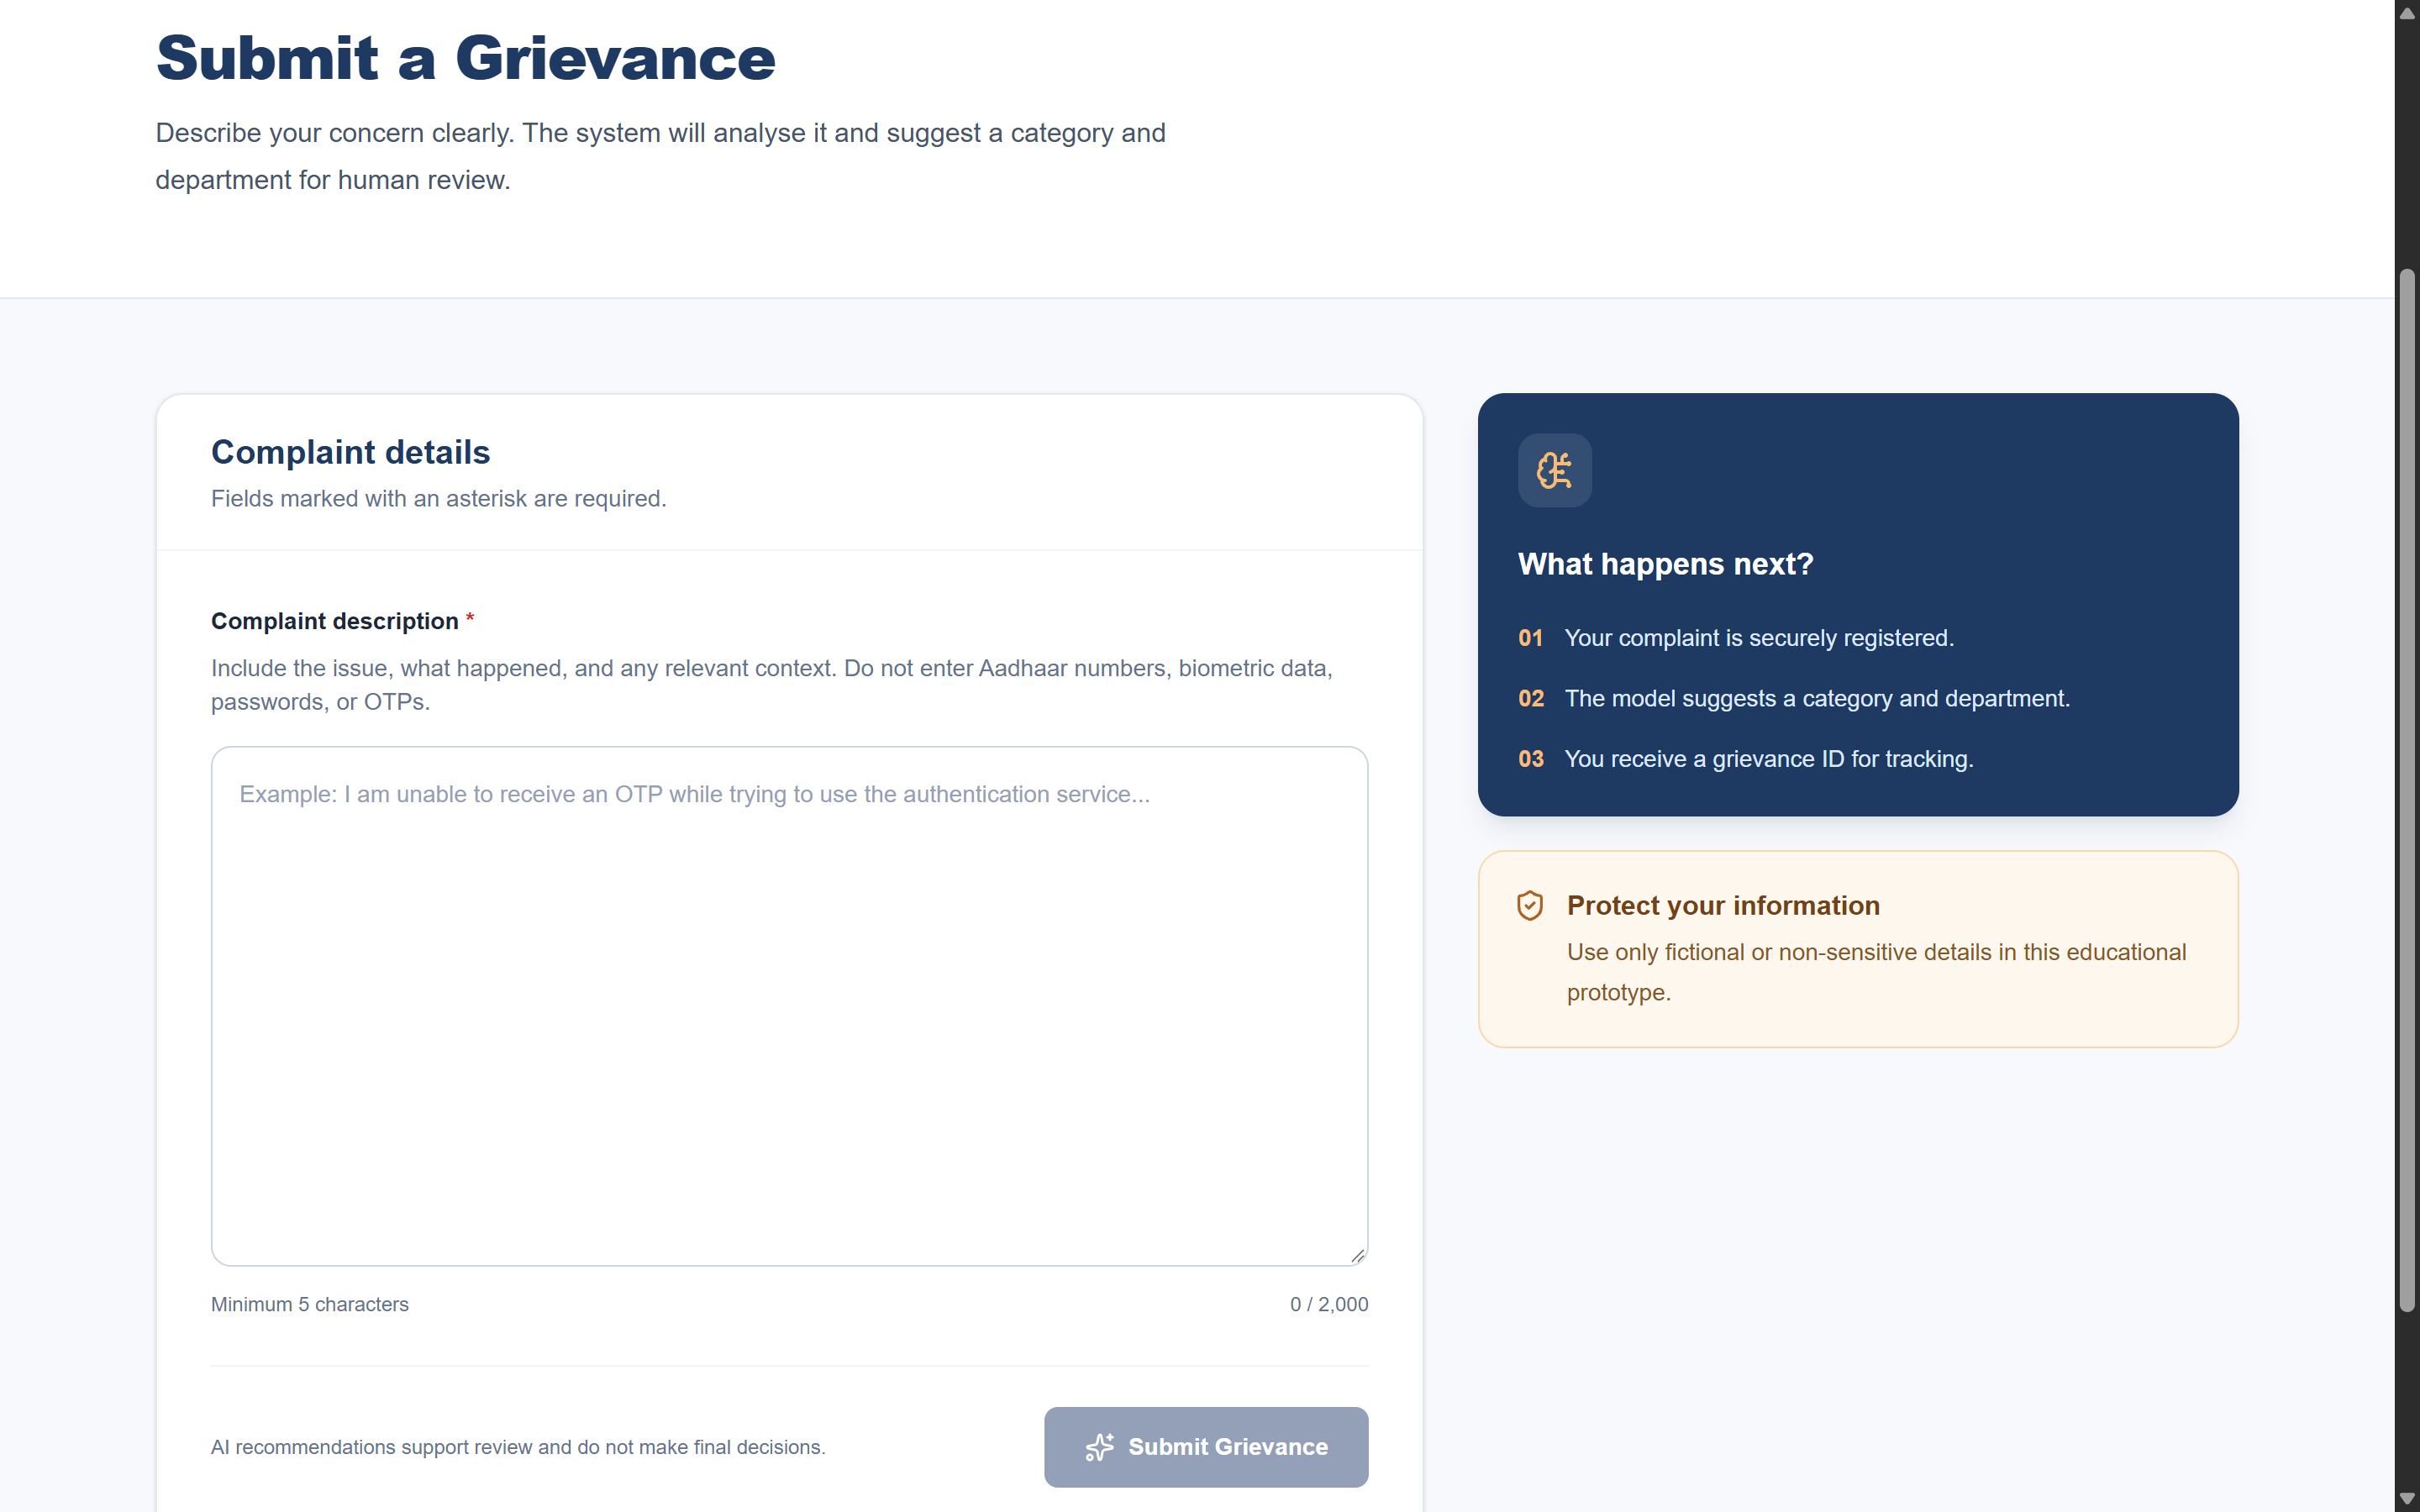 Submit a Grievance
Describe your concern clearly. The system will analyse it and suggest a category and
department for human review.
Complaint details
Fields marked with an asterisk are required.
Complaint description *
Include the issue, what happened, and any relevant context. Do not enter Aadhaar numbers, biometric data,
passwords, or OTPs.
Example: I am unable to receive an OTP while trying to use the authentication service...
Minimum 5 characters
0 / 2,000
AI recommendations support review and do not make final decisions.
Submit Grievance
What happens next?
01 Your complaint is securely registered.
02 The model suggests a category and department.
03 You receive a grievance ID for tracking.
Protect your information
Use only fictional or non-sensitive details in this educational
prototype.